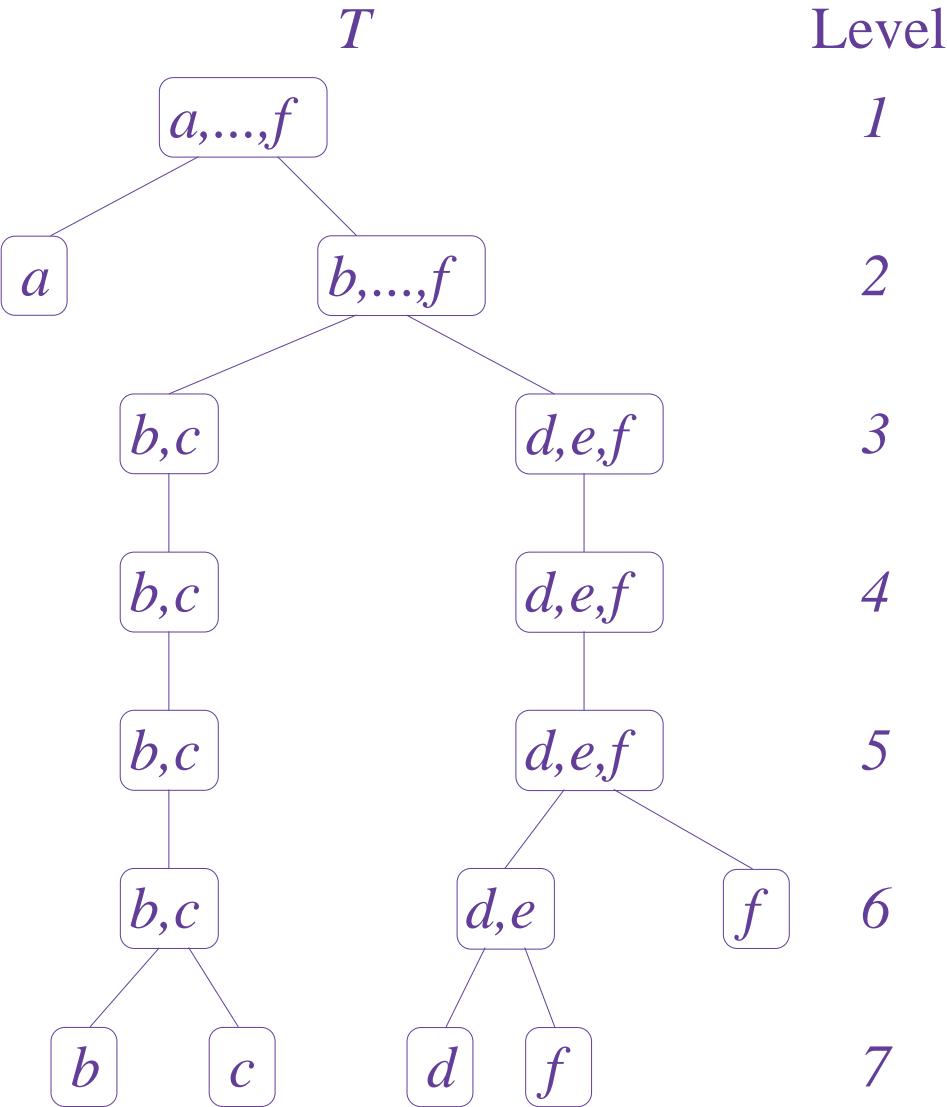 T Level
a,...,f 1
a b,...,f 2
b,c d,e,f 3
b,c d,e,f 4
b,c d,e,f 5
b,c d,e f 6
b c d f 7